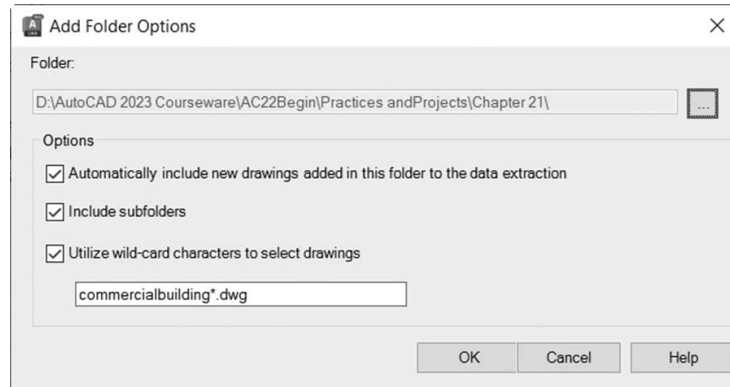 A
CAD
Add Folder Options
Folder:
D:\AutoCAD 2023 Courseware\AC22Begin\Practices andProjects\Chapter 21\
...
Options
Automatically include new drawings added in this folder to the data extraction
Include subfolders
Utilize wild-card characters to select drawings
commercialbuilding*.dwg
OK Cancel Help